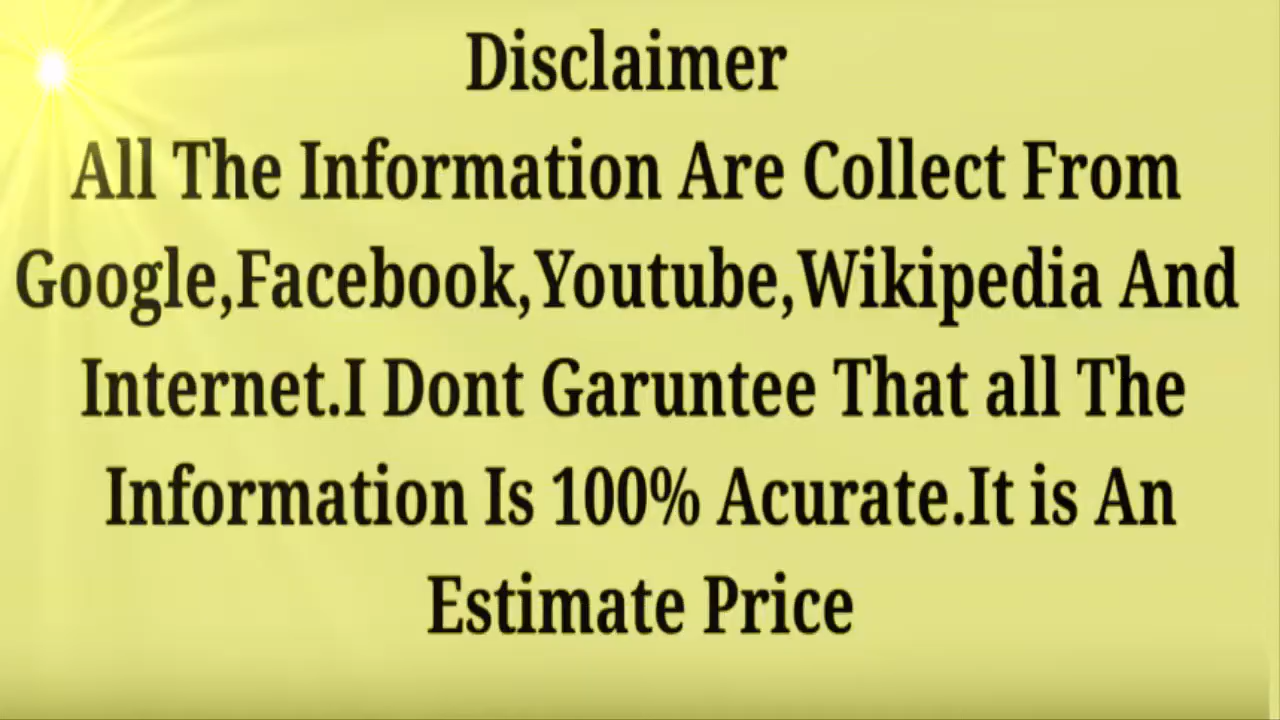 Disclaimer
All The Information Are Collect From
Google,Facebook,Youtube,Wikipedia And
Internet.I Dont Garuntee That all The
Information Is 100% Acurate.It is An
Estimate Price